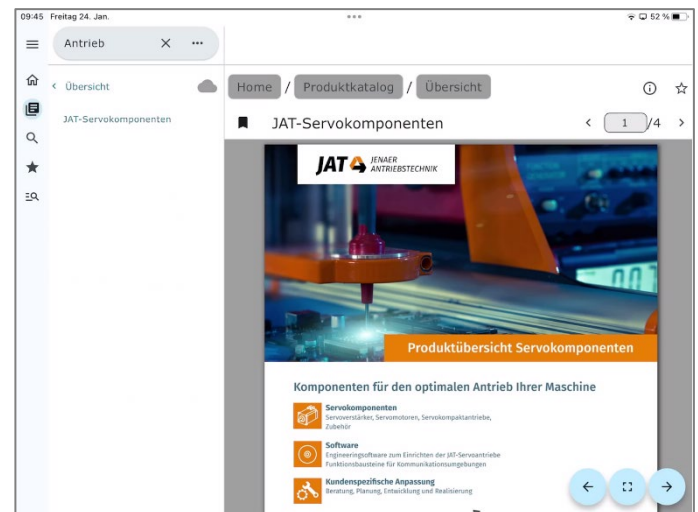 09:45 Freitag 24. Jan.
52 %
Antrieb
Übersicht
JAT-Servokomponenten
Home / Produktkatalog / Übersicht
JAT-Servokomponenten
1 /4
JAT JENAER
ANTRIEBSTECHNIK
Produktübersicht Servokomponenten
Komponenten für den optimalen Antrieb Ihrer Maschine
Servokomponenten
Servoverstärker, Servomotoren, Servokompaktantriebe,
Zubehör
Software
Engineeringsoftware zum Einrichten der JAT-Servoantriebe
Funktionsbausteine für Kommunikationsumgebungen
Kundenspezifische Anpassung
Beratung, Planung, Entwicklung und Realisierung